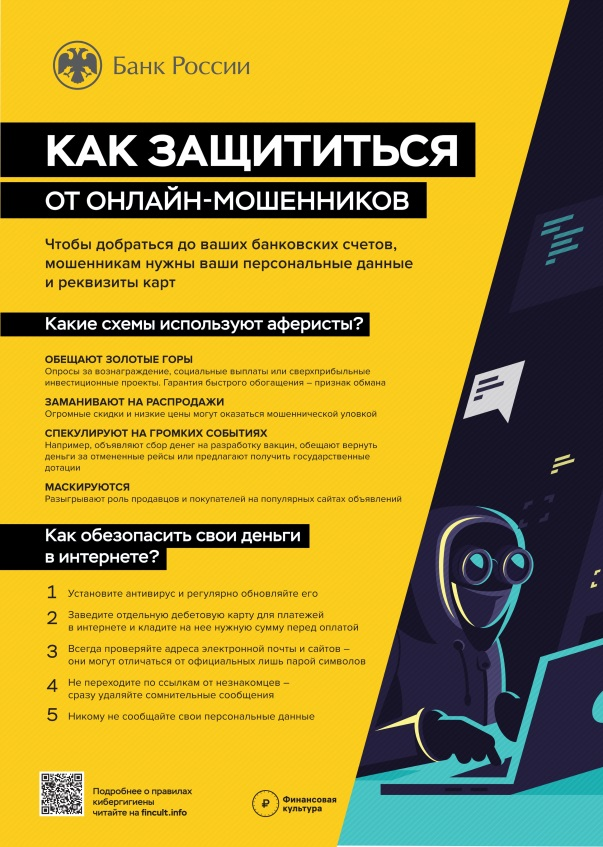 Банк России
КАК ЗАЩИТИТЬСЯ
ОТ ОНЛАЙН-МОШЕННИКОВ
Чтобы добраться до ваших банковских счетов,
мошенникам нужны ваши персональные данные
и реквизиты карт
Какие схемы используют аферисты?
ОБЕЩАЮТ ЗОЛОТЫЕ ГОРЫ
Опросы за вознаграждение, социальные выплаты или сверхприбыльные
инвестиционные проекты. Гарантия быстрого обогащения – признак обмана
ЗАМАНИВАЮТ НА РАСПРОДАЖИ
Огромные скидки и низкие цены могут оказаться мошеннической уловкой
СПЕКУЛИРУЮТ НА ГРОМКИХ СОБЫТИЯХ
Например, объявляют сбор денег на разработку вакцин, обещают вернуть
деньги за отмененные рейсы или предлагают получить государственные
дотации
МАСКИРУЮТСЯ
Разыгрывают роль продавцов и покупателей на популярных сайтах объявлений
Как обезопасить свои деньги
в интернете?
1 Установите антивирус и регулярно обновляйте его
2 Заведите отдельную дебетовую карту для платежей
в интернете и кладите на нее нужную сумму перед оплатой
3 Всегда проверяйте адреса электронной почты и сайтов –
они могут отличаться от официальных лишь парой символов
4 Не переходите по ссылкам от незнакомцев –
сразу удаляйте сомнительные сообщения
5 Никому не сообщайте свои персональные данные
Подробнее о правилах
кибергигиены
читайте на fincult.info
₽
Финансовая
культура